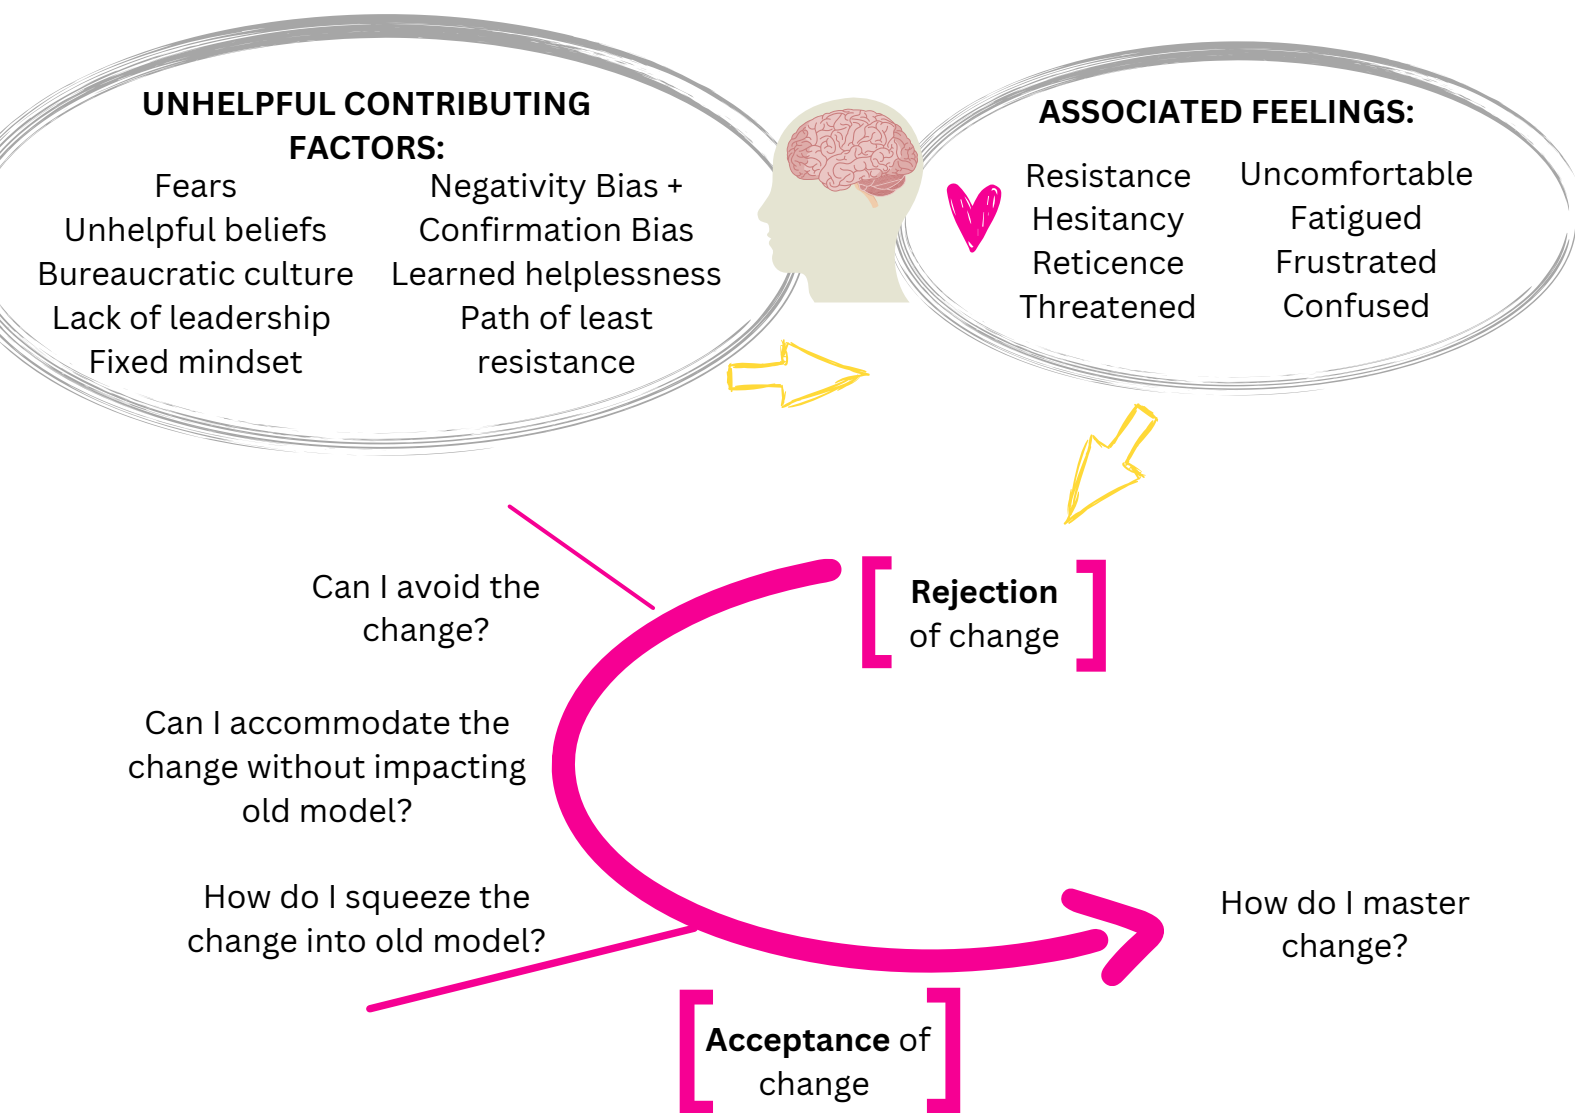 UNHELPFUL CONTRIBUTING
FACTORS:
Fears
Unhelpful beliefs
Bureaucratic culture
Lack of leadership
Fixed mindset
Negativity Bias +
Confirmation Bias
Learned helplessness
Path of least
resistance
ASSOCIATED FEELINGS:
Resistance
Hesitancy
Reticence
Threatened
Uncomfortable
Fatigued
Frustrated
Confused
Rejection
of change
Can I avoid the
change?
Can I accommodate the
change without impacting
old model?
How do I squeeze the
change into old model?
How do I master
change?
Acceptance of
change